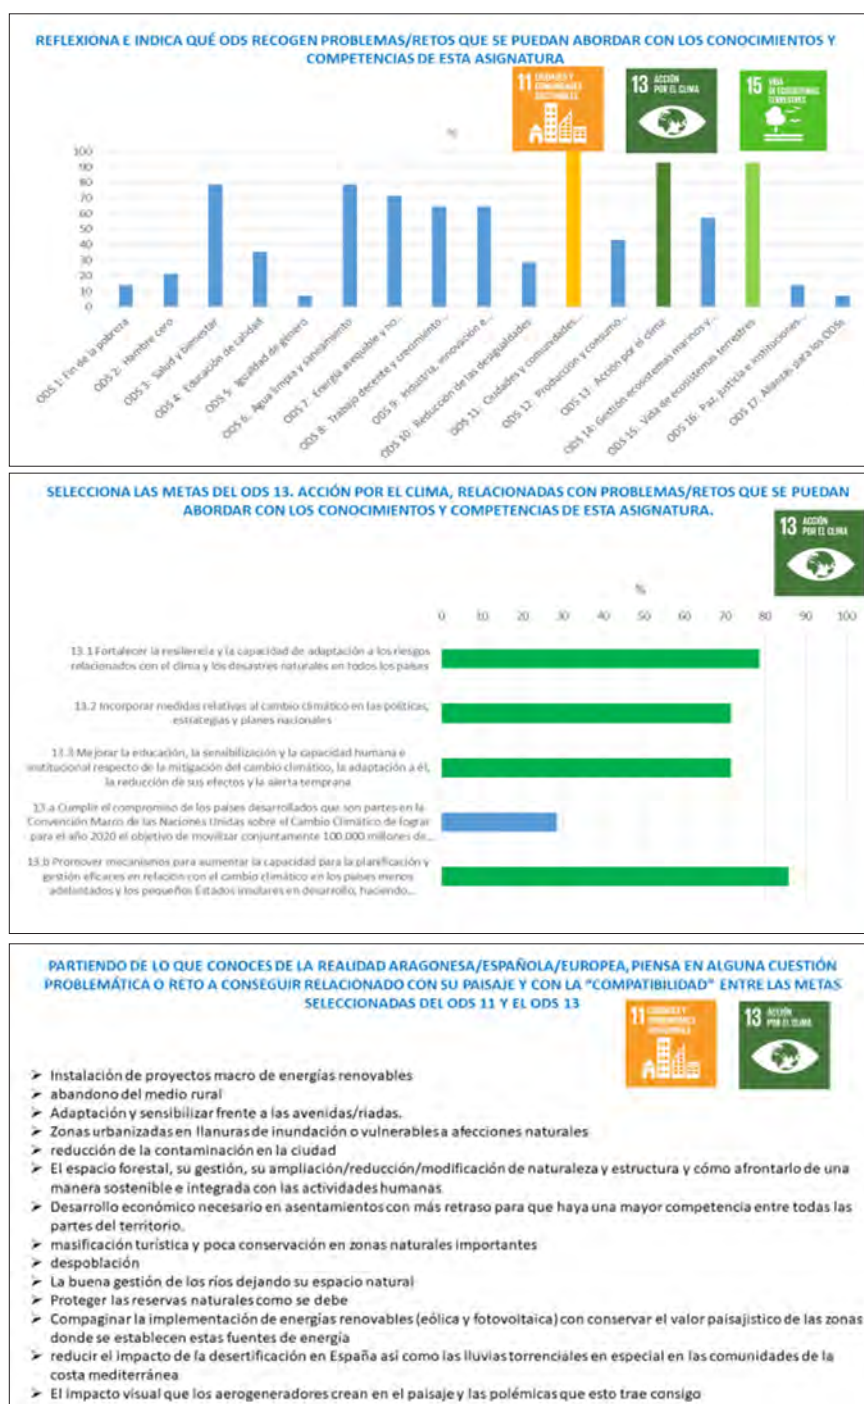 REFLEXIONA E INDICA QUÉ ODS RECOGEN PROBLEMAS/RETOS QUE SE PUEDAN ABORDAR CON LOS CONOCIMIENTOS Y
COMPETENCIAS DE ESTA ASIGNATURA
11 CIUDADES Y
COMUNIDADES
SOSTENIBLES
13 ACCIÓN
POR EL CLIMA
15 VIDA
DE ECOSISTEMAS
TERRESTRES
%
100
90
80
70
60
50
40
30
20
10
0
ODS 1: Fin de la pobreza
ODS 2: Hambre cero
ODS 3: Salud y bienestar
ODS 4: Educación de calidad
ODS 5: Igualdad de género
ODS 6: Agua limpia y saneamiento
ODS 7: Energía asequible y no...
ODS 8: Trabajo decente y crecimiento...
ODS 9: Industria, innovación e...
ODS 10: Reducción de las desigualdades
ODS 11: Ciudades y comunidades...
ODS 12: Producción y consumo...
ODS 13: Acción por el clima
ODS 14: Gestión ecosistemas marinos y...
ODS 15: Vida de ecosistemas terrestres
ODS 16: Paz, justicia e instituciones...
ODS 17: Alianzas para los ODSs
SELECCIONA LAS METAS DEL ODS 13. ACCIÓN POR EL CLIMA, RELACIONADAS CON PROBLEMAS/RETOS QUE SE PUEDAN
ABORDAR CON LOS CONOCIMIENTOS Y COMPETENCIAS DE ESTA ASIGNATURA.
13 ACCIÓN
POR EL CLIMA
%
0 10 20 30 40 50 60 70 80 90 100
13.1 Fortalecer la resiliencia y la capacidad de adaptación a los riesgos
relacionados con el clima y los desastres naturales en todos los países
13.2 Incorporar medidas relativas al cambio climático en las políticas,
estrategias y planes nacionales
13.3 Mejorar la educación, la sensibilización y la capacidad humana e
institucional respecto de la mitigación del cambio climático, la adaptación a él,
la reducción de sus efectos y la alerta temprana
13.a Cumplir el compromiso de los países desarrollados que son partes en la
Convención Marco de las Naciones Unidas sobre el Cambio Climático de lograr
para el año 2020 el objetivo de movilizar conjuntamente 100.000 millones de...
13.b Promover mecanismos para aumentar la capacidad para la planificación y
gestión eficaces en relación con el cambio climático en los países menos
adelantados y los pequeños Estados insulares en desarrollo, haciendo...
PARTIENDO DE LO QUE CONOCES DE LA REALIDAD ARAGONESA/ESPAÑOLA/EUROPEA, PIENSA EN ALGUNA CUESTIÓN
PROBLEMÁTICA O RETO A CONSEGUIR RELACIONADO CON SU PAISAJE Y CON LA "COMPATIBILIDAD" ENTRE LAS METAS
SELECCIONADAS DEL ODS 11 Y EL ODS 13
11 CIUDADES Y
COMUNIDADES
SOSTENIBLES
13 ACCIÓN
POR EL CLIMA
➢ Instalación de proyectos macro de energías renovables
➢ abandono del medio rural
➢ Adaptación y sensibilizar frente a las avenidas/riadas.
➢ Zonas urbanizadas en llanuras de inundación o vulnerables a afecciones naturales
➢ reducción de la contaminación en la ciudad
➢ El espacio forestal, su gestión, su ampliación/reducción/modificación de naturaleza y estructura y cómo afrontarlo de una
manera sostenible e integrada con las actividades humanas
➢ Desarrollo económico necesario en asentamientos con más retraso para que haya una mayor competencia entre todas las
partes del territorio.
➢ masificación turística y poca conservación en zonas naturales importantes
➢ despoblación
➢ La buena gestión de los ríos dejando su espacio natural
➢ Proteger las reservas naturales como se debe
➢ Compaginar la implementación de energías renovables (eólica y fotovoltaica) con conservar el valor paisajistico de las zonas
donde se establecen estas fuentes de energía
➢ reducir el impacto de la desertificación en España así como las lluvias torrenciales en especial en las comunidades de la
costa mediterránea
➢ El impacto visual que los aerogeneradores crean en el paisaje y las polémicas que esto trae consigo